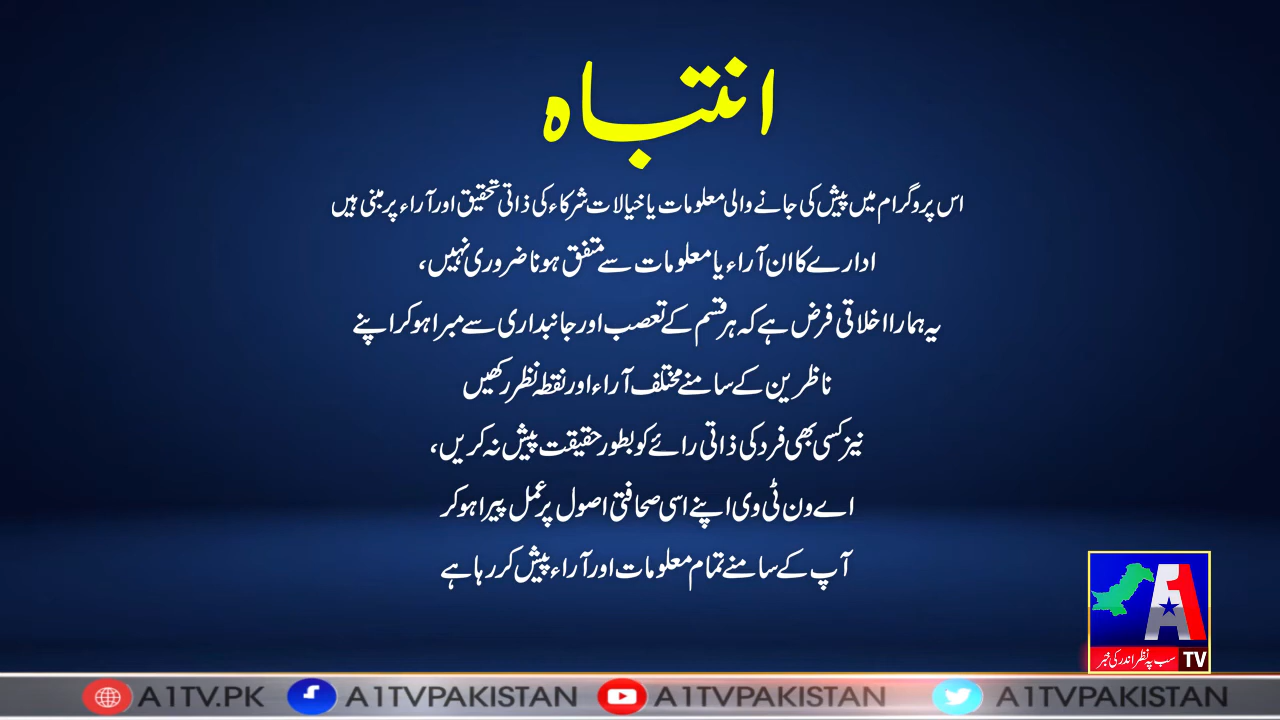 انتباہ
اس پروگرام میں پیش کی جانے والی معلومات یا خیالات شرکاء کی ذاتی تحقیق اور آراء پر مبنی ہیں
ادارے کا ان آراء یا معلومات سے متفق ہونا ضروری نہیں،
یہ ہمارا اخلاقی فرض ہے کہ ہر قسم کے تعصب اور جانبداری سے مبرا ہو کر اپنے
ناظرین کے سامنے مختلف آراء اور نقطہ نظر رکھیں
نیز کسی بھی فرد کی ذاتی رائے کو بطور حقیقت پیش نہ کریں،
اے ون ٹی وی اپنے اسی صحافتی اصول پر عمل پیرا ہو کر
آپ کے سامنے تمام معلومات اور آراء پیش کر رہا ہے
A1
سب پہ نظر اندر کی خبر TV
A1TV.PK A1TVPAKISTAN A1TVPAKISTAN A1TVPAKISTAN